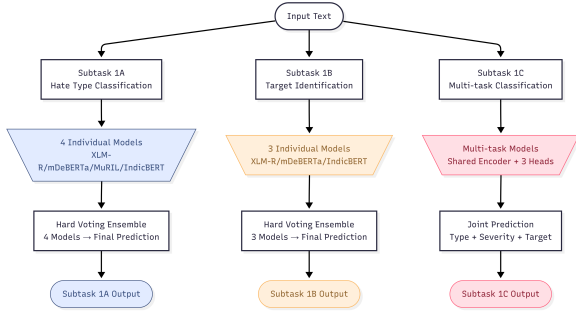 Input Text
Subtask 1A
Hate Type Classification
Subtask 1B
Target Identification
Subtask 1C
Multi-task Classification
4 Individual Models
XLM-
R/mDeBERTa/MuRIL/IndicBERT
3 Individual Models
XLM-R/mDeBERTa/IndicBERT
Multi-task Models
Shared Encoder + 3 Heads
Hard Voting Ensemble
4 Models → Final Prediction
Hard Voting Ensemble
3 Models → Final Prediction
Joint Prediction
Type + Severity + Target
Subtask 1A Output
Subtask 1B Output
Subtask 1C Output